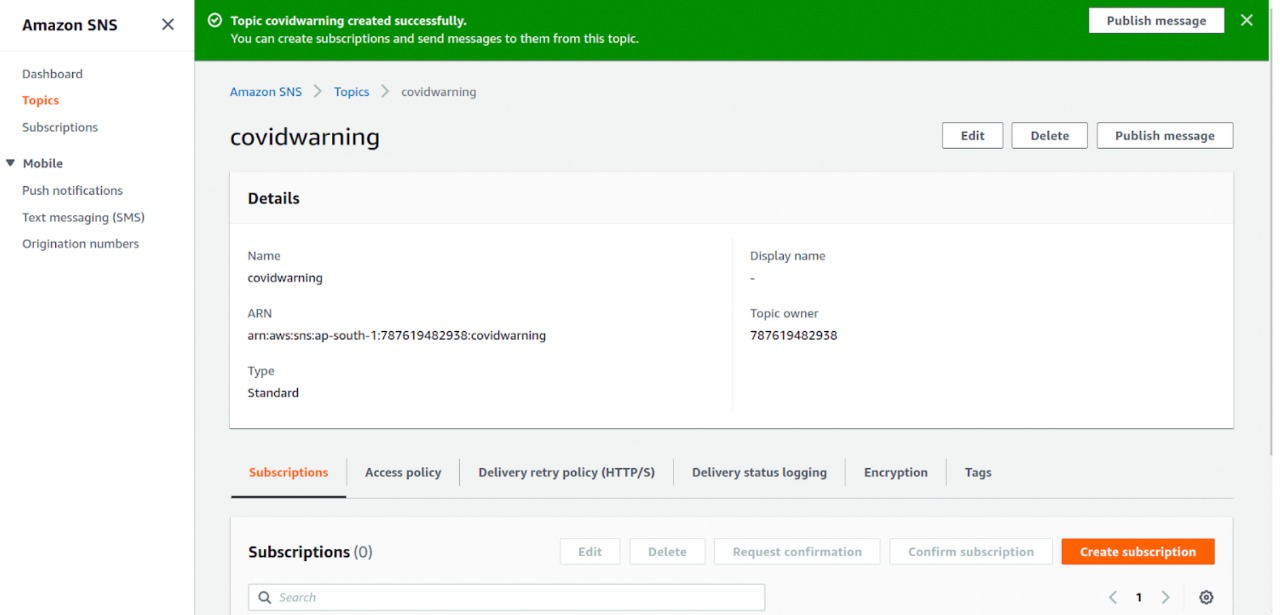 Amazon SNS
Dashboard
Topics
Subscriptions
Mobile
Push notifications
Text messaging (SMS)
Origination numbers
Topic covidwarning created successfully.
You can create subscriptions and send messages to them from this topic.
Publish message
Amazon SNS > Topics > covidwarning
covidwarning
Edit Delete Publish message
Details
Name
covidwarning
ARN
arn:aws:sns:ap-south-1:787619482938:covidwarning
Type
Standard
Display name
-
Topic owner
787619482938
Subscriptions Access policy Delivery retry policy (HTTP/S) Delivery status logging Encryption Tags
Subscriptions (0)
Edit Delete Request confirmation Confirm subscription Create subscription
Search
1